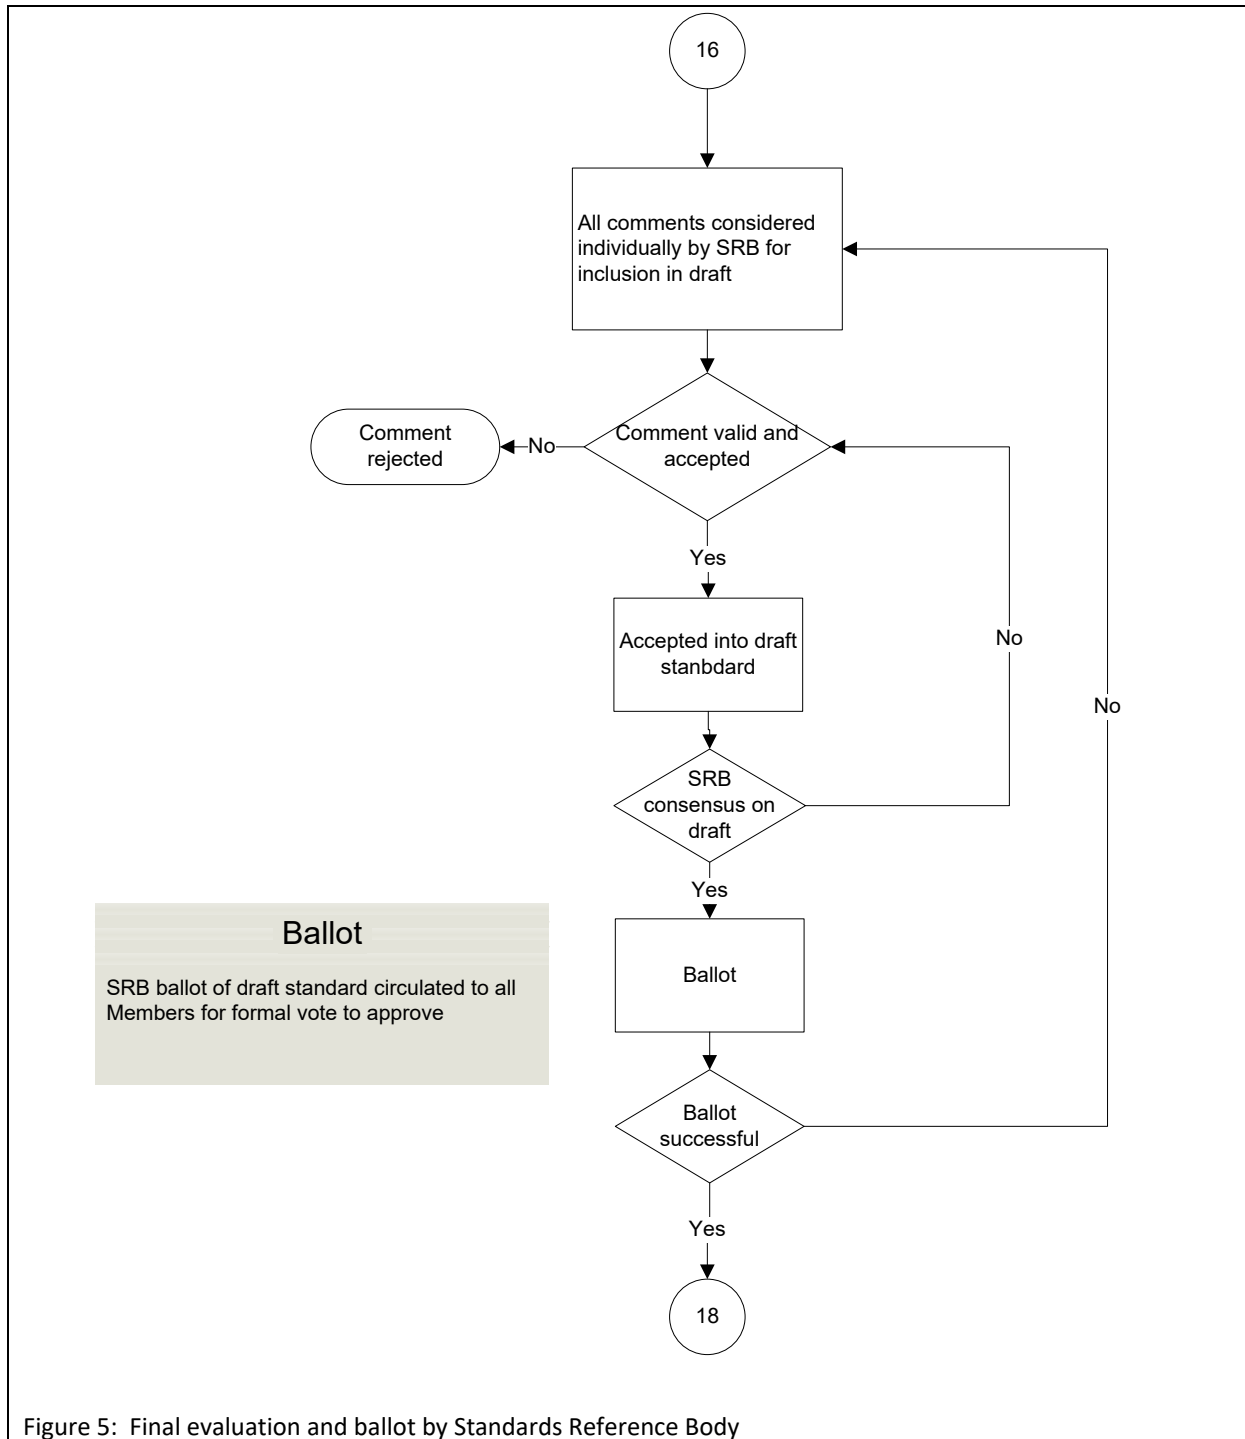 16
All comments considered
individually by SRB for
inclusion in draft
Comment valid and
accepted
No
Comment
rejected
Yes
Accepted into draft
stanbdard
No
No
SRB
consensus on
draft
Yes
Ballot
SRB ballot of draft standard circulated to all
Members for formal vote to approve
Ballot
Ballot
successful
Yes
18
Figure 5:  Final evaluation and ballot by Standards Reference Body